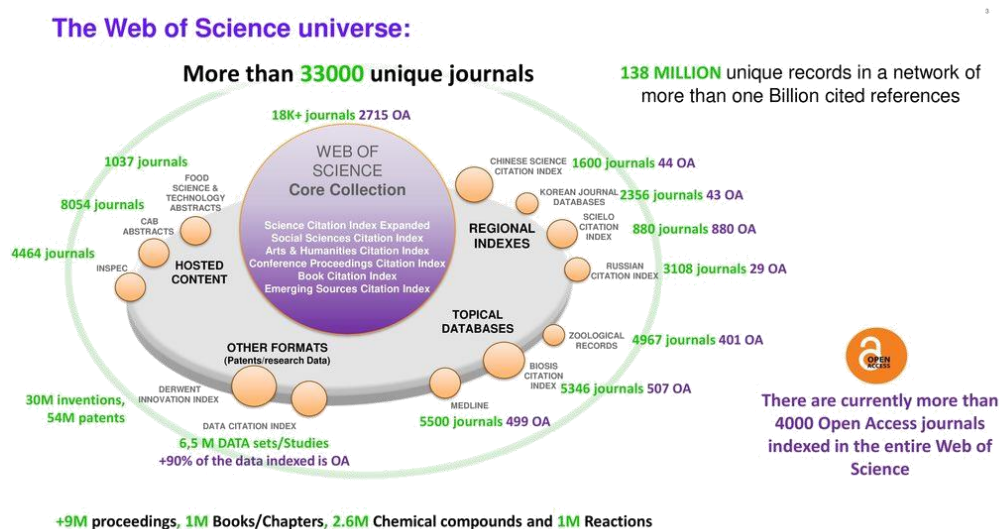 3
The Web of Science universe:
More than 33000 unique journals
138 MILLION unique records in a network of
more than one Billion cited references
18K+ journals 2715 OA
WEB OF
SCIENCE
Core Collection
Science Citation Index Expanded
Social Sciences Citation Index
Arts & Humanities Citation Index
Conference Proceedings Citation Index
Book Citation Index
Emerging Sources Citation Index
1037 journals
FOOD
SCIENCE &
TECHNOLOGY
ABSTRACTS
8054 journals
CAB
ABSTRACTS
4464 journals
INSPEC
HOSTED
CONTENT
CHINESE SCIENCE
CITATION INDEX
1600 journals 44 OA
KOREAN JOURNAL
DATABASES
2356 journals 43 OA
REGIONAL
INDEXES
SCIELO
CITATION
INDEX
880 journals 880 OA
RUSSIAN
CITATION INDEX
3108 journals 29 OA
TOPICAL
DATABASES
ZOOLOGICAL
RECORDS
4967 journals 401 OA
BIOSIS
CITATION
INDEX
5346 journals 507 OA
MEDLINE
5500 journals 499 OA
OTHER FORMATS
(Patents/research Data)
DERWENT
INNOVATION INDEX
30M inventions,
54M patents
DATA CITATION INDEX
6,5 M DATA sets/Studies
+90% of the data indexed is OA
OPEN
ACCESS
There are currently more than
4000 Open Access journals
indexed in the entire Web of
Science
+9M proceedings, 1M Books/Chapters, 2.6M Chemical compounds and 1M Reactions